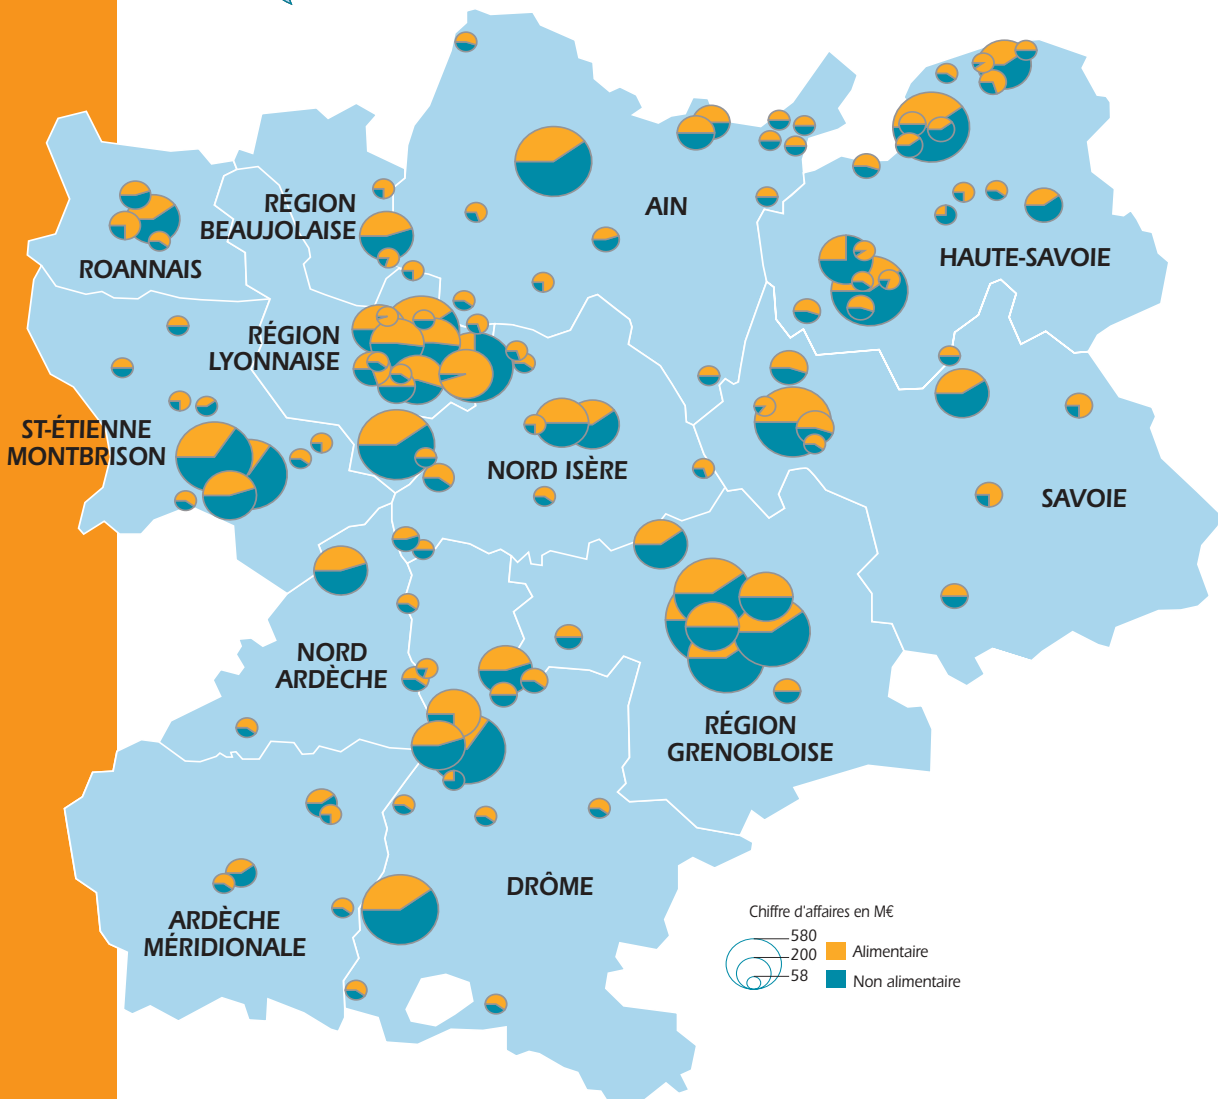 RÉGION
BEAUJOLAISE
AIN
ROANNAIS
HAUTE-SAVOIE
RÉGION
LYONNAISE
ST-ÉTIENNE
MONTBRISON
NORD ISÈRE
SAVOIE
NORD
ARDÈCHE
RÉGION
GRENOBLOISE
DRÔME
ARDÈCHE
MÉRIDIONALE
Chiffre d'affaires en M€
580
200
58
Alimentaire
Non alimentaire